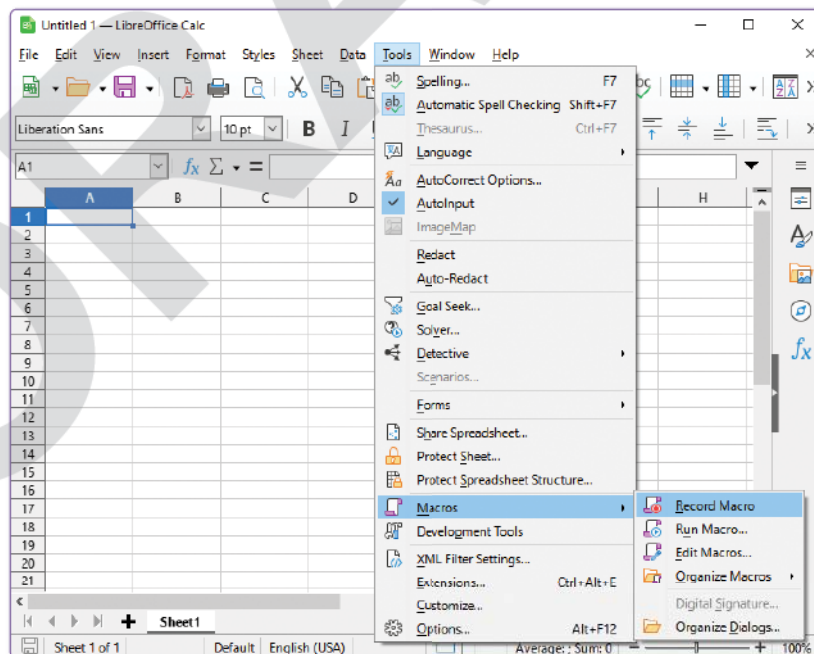 Untitled 1 — LibreOffice Calc
File Edit View Insert Format Styles Sheet Data Tools Window Help
Liberation Sans 10 pt B I
A1
A B C D H
1
2
3
4
5
6
7
8
9
10
11
12
13
14
15
16
17
18
19
20
21
Spelling... F7
Automatic Spell Checking Shift+F7
Thesaurus... Ctrl+F7
Language
AutoCorrect Options...
AutoInput
ImageMap
Redact
Auto-Redact
Goal Seek...
Solver...
Detective
Scenarios...
Forms
Share Spreadsheet...
Protect Sheet...
Protect Spreadsheet Structure...
Macros
Development Tools
XML Filter Settings...
Extensions... Ctrl+Alt+E
Customize...
Options... Alt+F12
Record Macro
Run Macro...
Edit Macros...
Organize Macros
Digital Signature...
Organize Dialogs...
Sheet1
Sheet 1 of 1 Default English (USA) Average: ; Sum: 0 100%